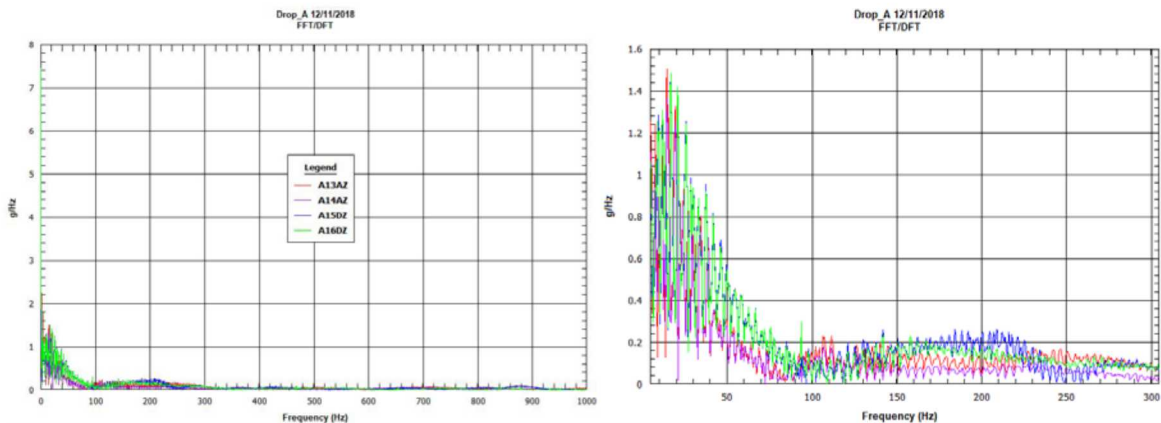 Drop_A 12/11/2018
FFT/DFT
8
7
6
5
4
3
2
1
0
g/Hz
Legend
A13AZ
A14AZ
A15DZ
A16DZ
0 100 200 300 400 500 600 700 800 900 1000
Frequency (Hz)
Drop_A 12/11/2018
FFT/DFT
1.6
1.4
1.2
1
0.8
0.6
0.4
0.2
0
g/Hz
50 100 150 200 250 300
Frequency (Hz)